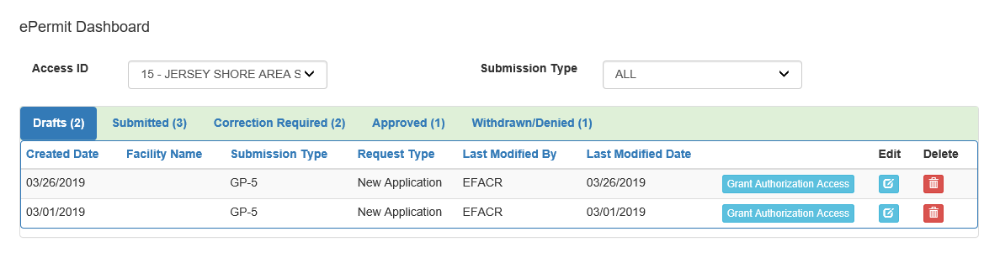 ePermit Dashboard
Access ID 15 - JERSEY SHORE AREA S Submission Type ALL
Drafts (2) Submitted (3) Correction Required (2) Approved (1) Withdrawn/Denied (1)
Created Date Facility Name Submission Type Request Type Last Modified By Last Modified Date Edit Delete
03/26/2019 GP-5 New Application EFACR 03/26/2019 Grant Authorization Access
03/01/2019 GP-5 New Application EFACR 03/01/2019 Grant Authorization Access